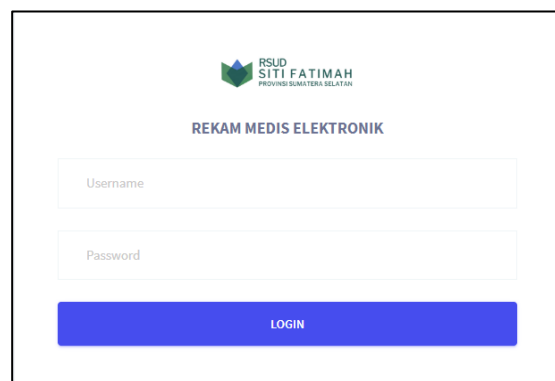 RSUD
SITI FATIMAH
PROVINSI SUMATERA SELATAN
REKAM MEDIS ELEKTRONIK
Username
Password
LOGIN